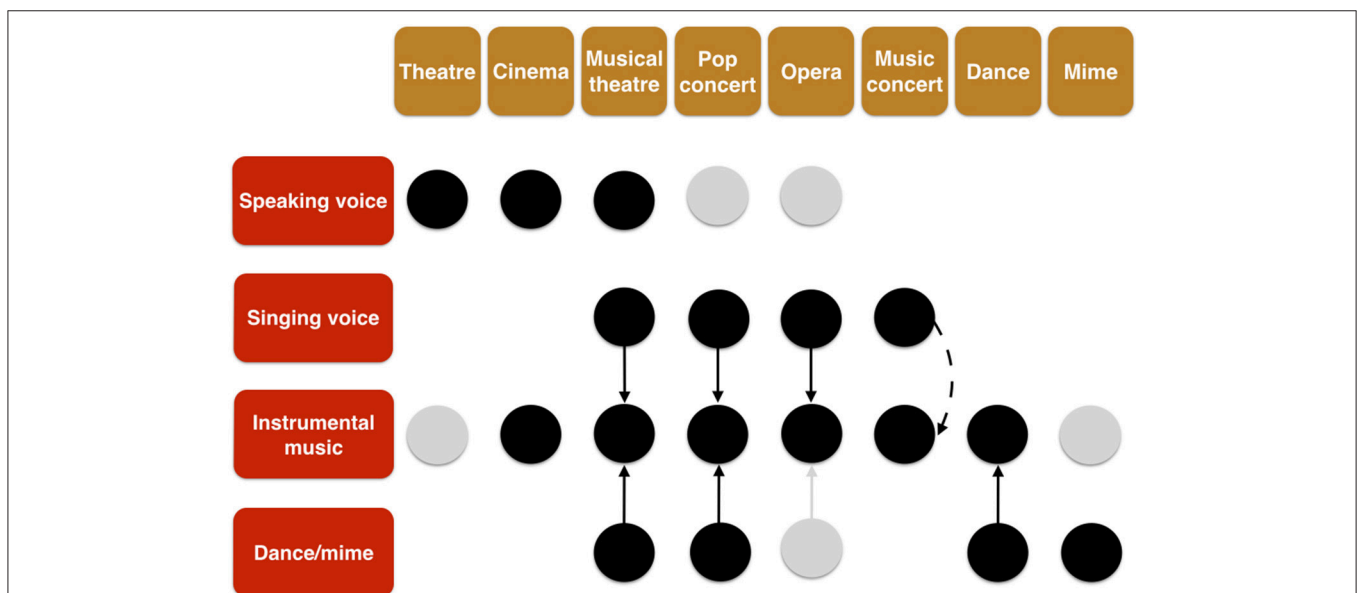 Theatre
Cinema
Musical
theatre
Pop
concert
Opera
Music
concert
Dance
Mime
Speaking voice
Singing voice
Instrumental
music
Dance/mime